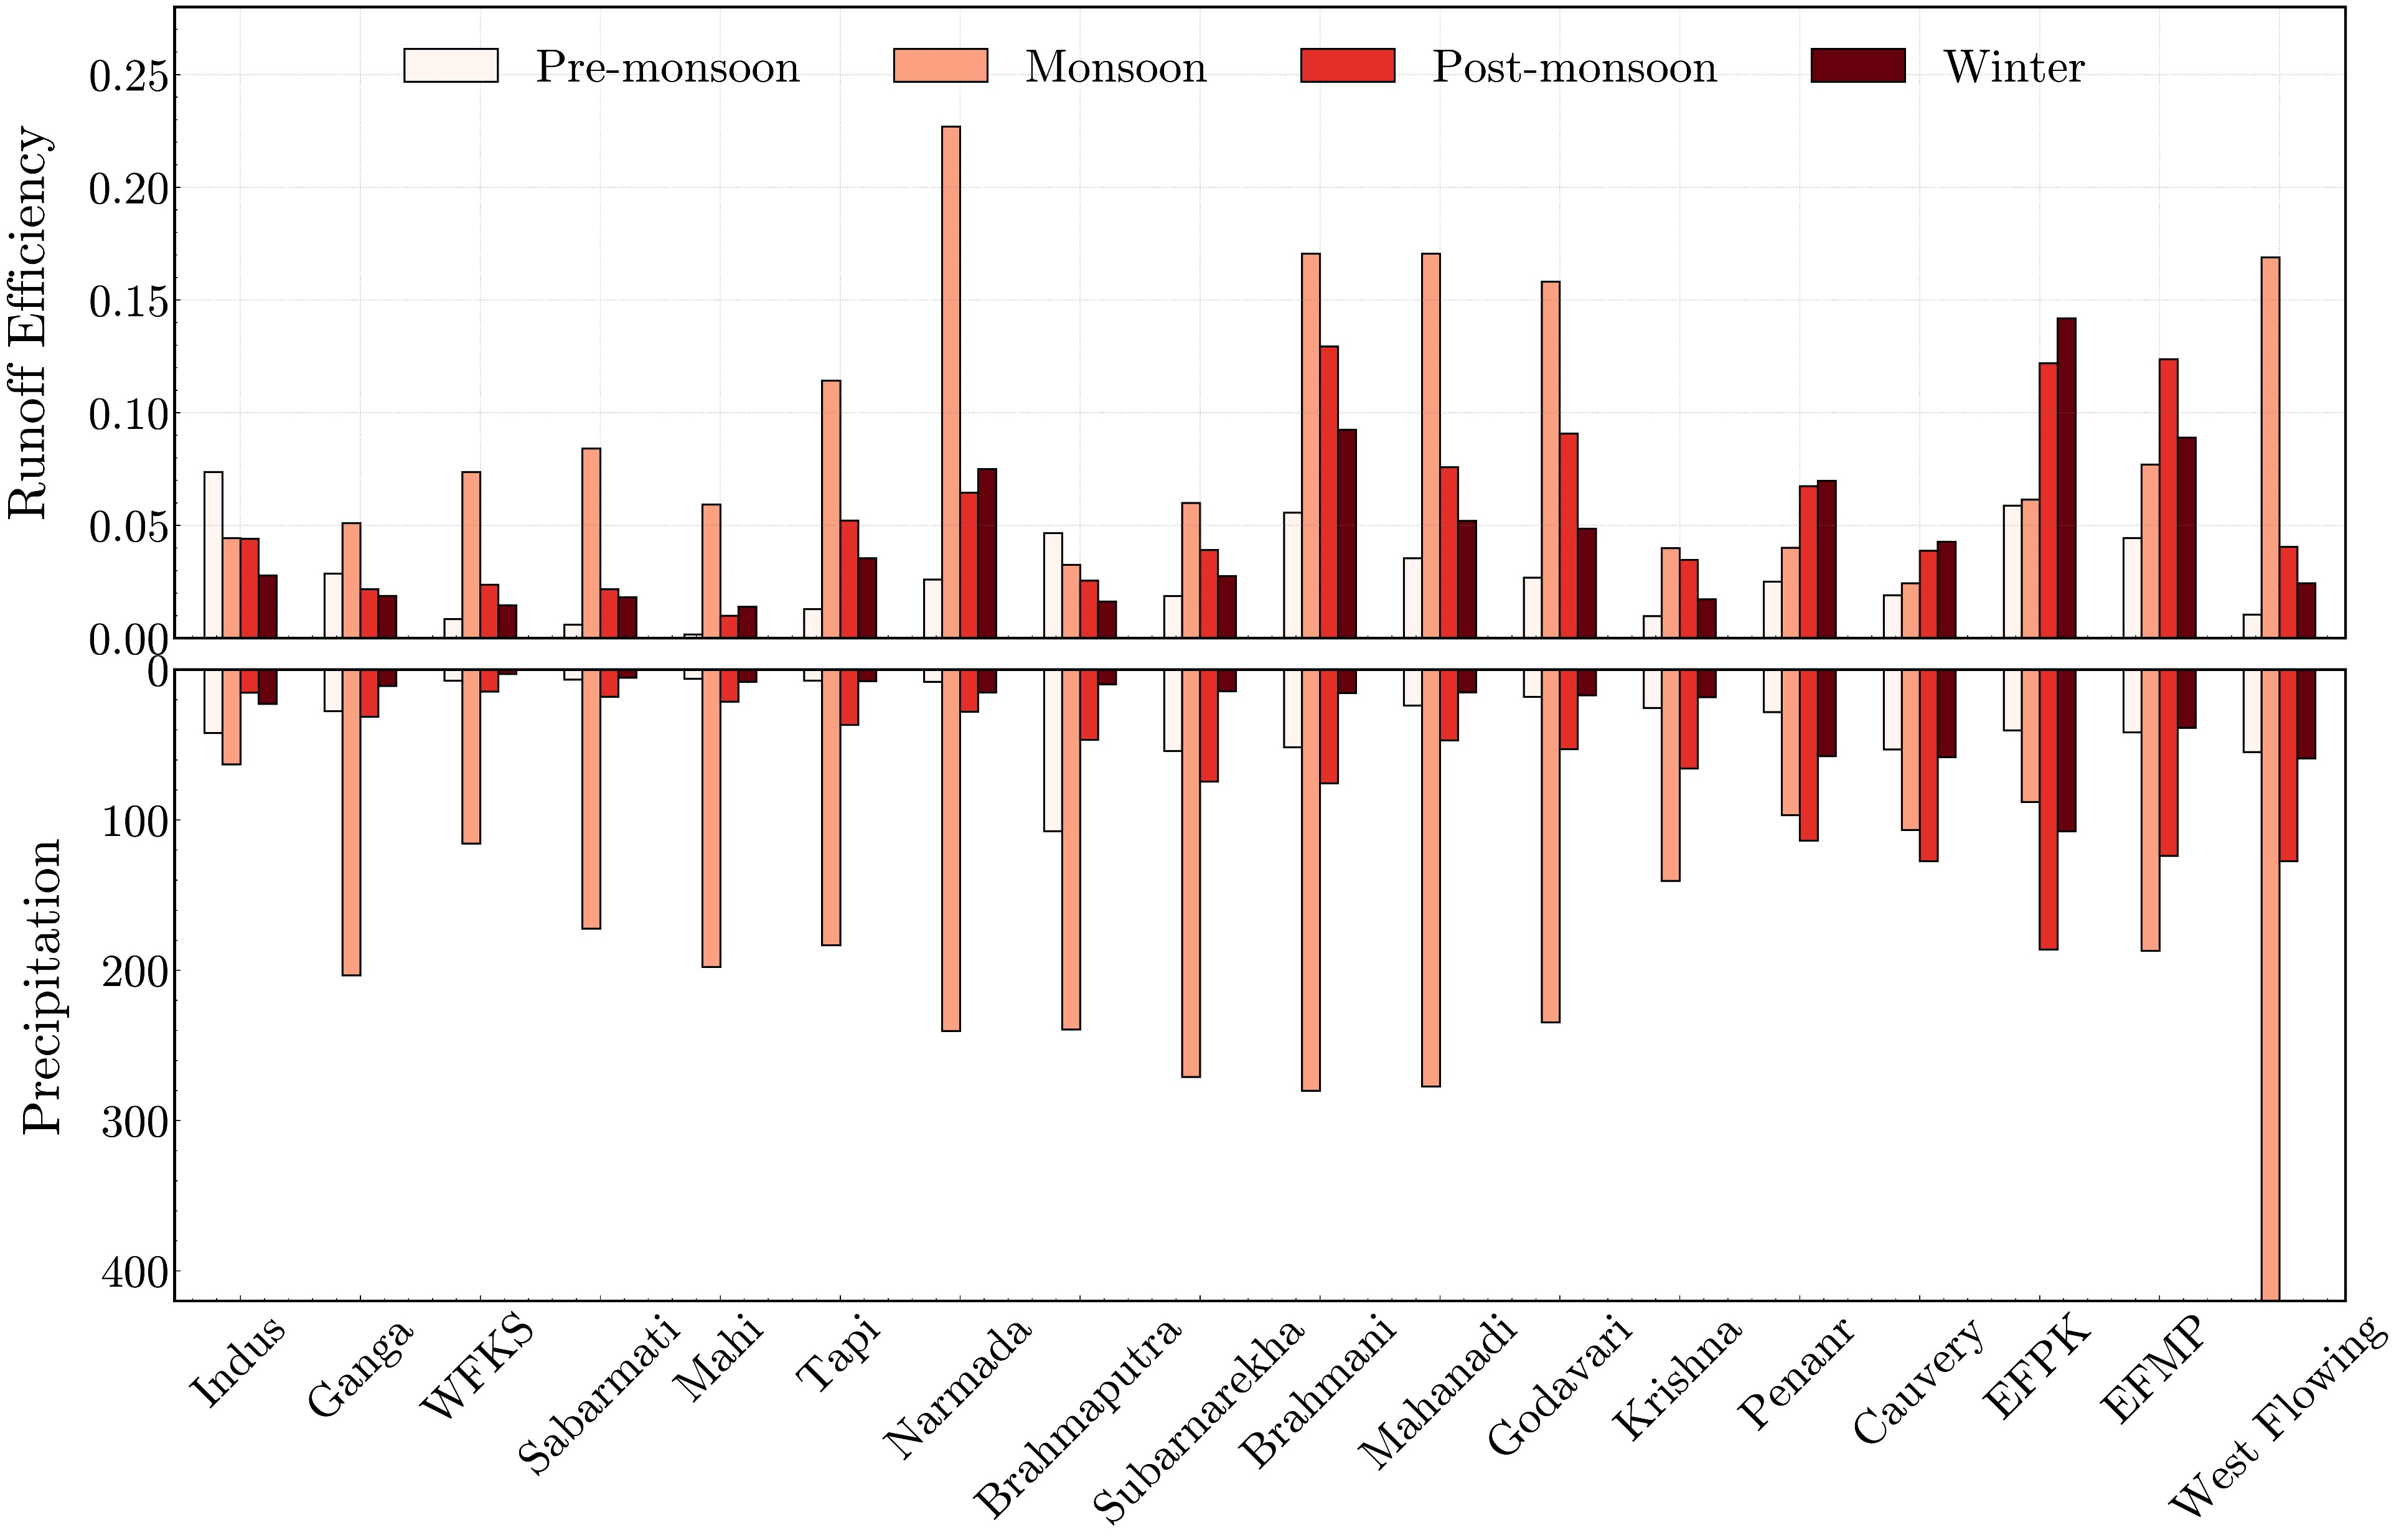 Pre-monsoon Monsoon Post-monsoon Winter
Runoff Efficiency
0.25
0.20
0.15
0.10
0.05
0.00
Precipitation
0
100
200
300
400
Indus
Ganga
WFKS
Sabarmati
Mahi
Tapi
Narmada
Brahmaputra
Subarnarekha
Brahmani
Mahanadi
Godavari
Krishna
Penanr
Cauvery
EFPK
EFMP
West Flowing